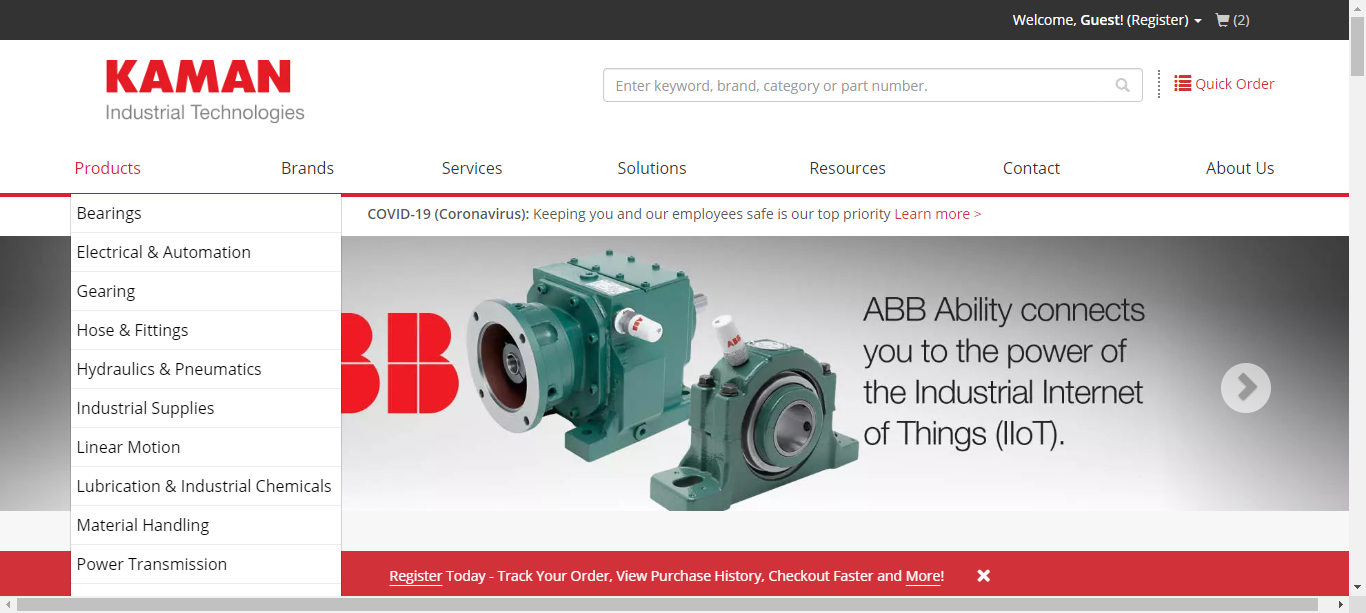 Welcome, Guest! (Register) (2)
KAMAN
Industrial Technologies
Enter keyword, brand, category or part number.
Quick Order
Products Brands Services Solutions Resources Contact About Us
Bearings
Electrical & Automation
Gearing
Hose & Fittings
Hydraulics & Pneumatics
Industrial Supplies
Linear Motion
Lubrication & Industrial Chemicals
Material Handling
Power Transmission
COVID-19 (Coronavirus): Keeping you and our employees safe is our top priority Learn more >
BB
ABB
ABB
ABB Ability connects
you to the power of
the Industrial Internet
of Things (IIoT).
Register Today - Track Your Order, View Purchase History, Checkout Faster and More!